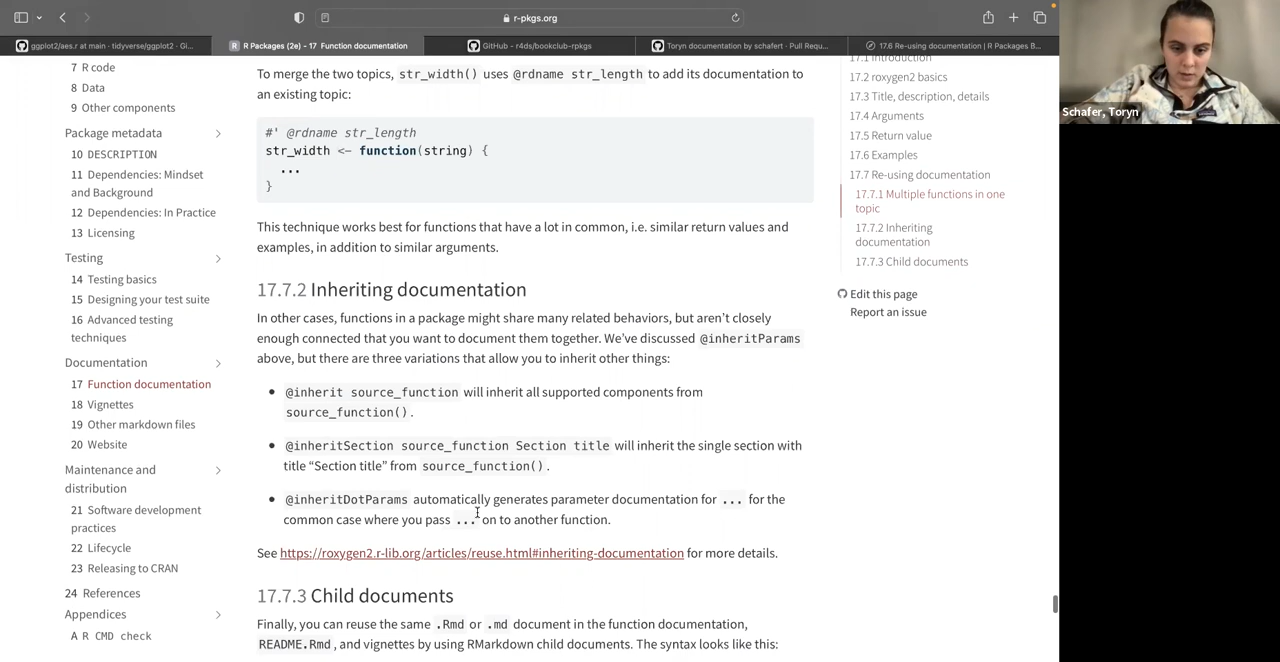 r-pkgs.org
ggplot2/aes.r at main · tidyverse/ggplot2 · Gi...
R Packages (2e) - 17 Function documentation
GitHub - r4ds/bookclub-rpkgs
Toryn documentation by schafert · Pull Requ...
17.6 Re-using documentation | R Packages B...
Schafer, Toryn
7 R code
8 Data
9 Other components
Package metadata
10 DESCRIPTION
11 Dependencies: Mindset
and Background
12 Dependencies: In Practice
13 Licensing
Testing
14 Testing basics
15 Designing your test suite
16 Advanced testing
techniques
Documentation
17 Function documentation
18 Vignettes
19 Other markdown files
20 Website
Maintenance and
distribution
21 Software development
practices
22 Lifecycle
23 Releasing to CRAN
24 References
Appendices
A R CMD check
To merge the two topics, str_width() uses @rdname str_length to add its documentation to
an existing topic:
#' @rdname str_length
str_width <- function(string) {
...
}
This technique works best for functions that have a lot in common, i.e. similar return values and
examples, in addition to similar arguments.
17.7.2 Inheriting documentation
In other cases, functions in a package might share many related behaviors, but aren't closely
enough connected that you want to document them together. We've discussed @inheritParams
above, but there are three variations that allow you to inherit other things:
• @inherit source_function will inherit all supported components from
source_function().
• @inheritSection source_function Section title will inherit the single section with
title "Section title" from source_function().
• @inheritDotParams automatically generates parameter documentation for ... for the
common case where you pass ... on to another function.
See https://roxygen2.r-lib.org/articles/reuse.html#inheriting-documentation for more details.
17.7.3 Child documents
Finally, you can reuse the same .Rmd or .md document in the function documentation,
README.Rmd, and vignettes by using RMarkdown child documents. The syntax looks like this:
17.1 Introduction
17.2 roxygen2 basics
17.3 Title, description, details
17.4 Arguments
17.5 Return value
17.6 Examples
17.7 Re-using documentation
17.7.1 Multiple functions in one
topic
17.7.2 Inheriting
documentation
17.7.3 Child documents
Edit this page
Report an issue